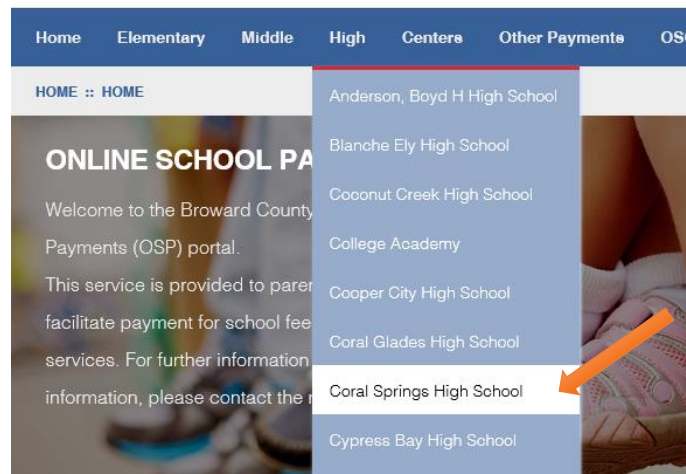 Home Elementary Middle High Centers Other Payments
HOME :: HOME
ONLINE SCHOOL
Welcome to the Broward County
Payments (OSP) portal.
This service is provided to
facilitate payment for school
services. For further information
information, please contact the
Anderson, Boyd H High School
Blanche Ely High School
Coconut Creek High School
College Academy
Cooper City High School
Coral Glades High School
Coral Springs High School
Cypress Bay High School